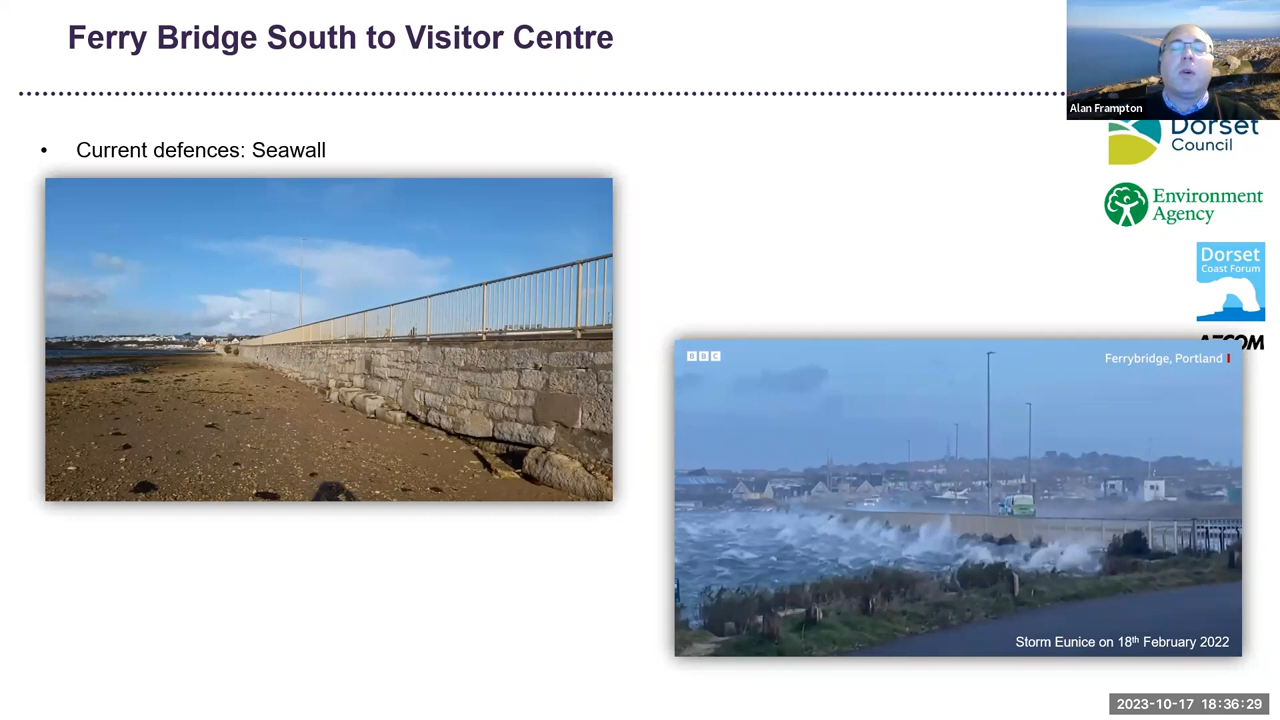 Ferry Bridge South to Visitor Centre
Alan Frampton
• Current defences: Seawall
Dorset
Council
Environment
Agency
Dorset
Coast Forum
AECOM
BBC
Ferrybridge, Portland
Storm Eunice on 18th February 2022
2023-10-17 18:36:29